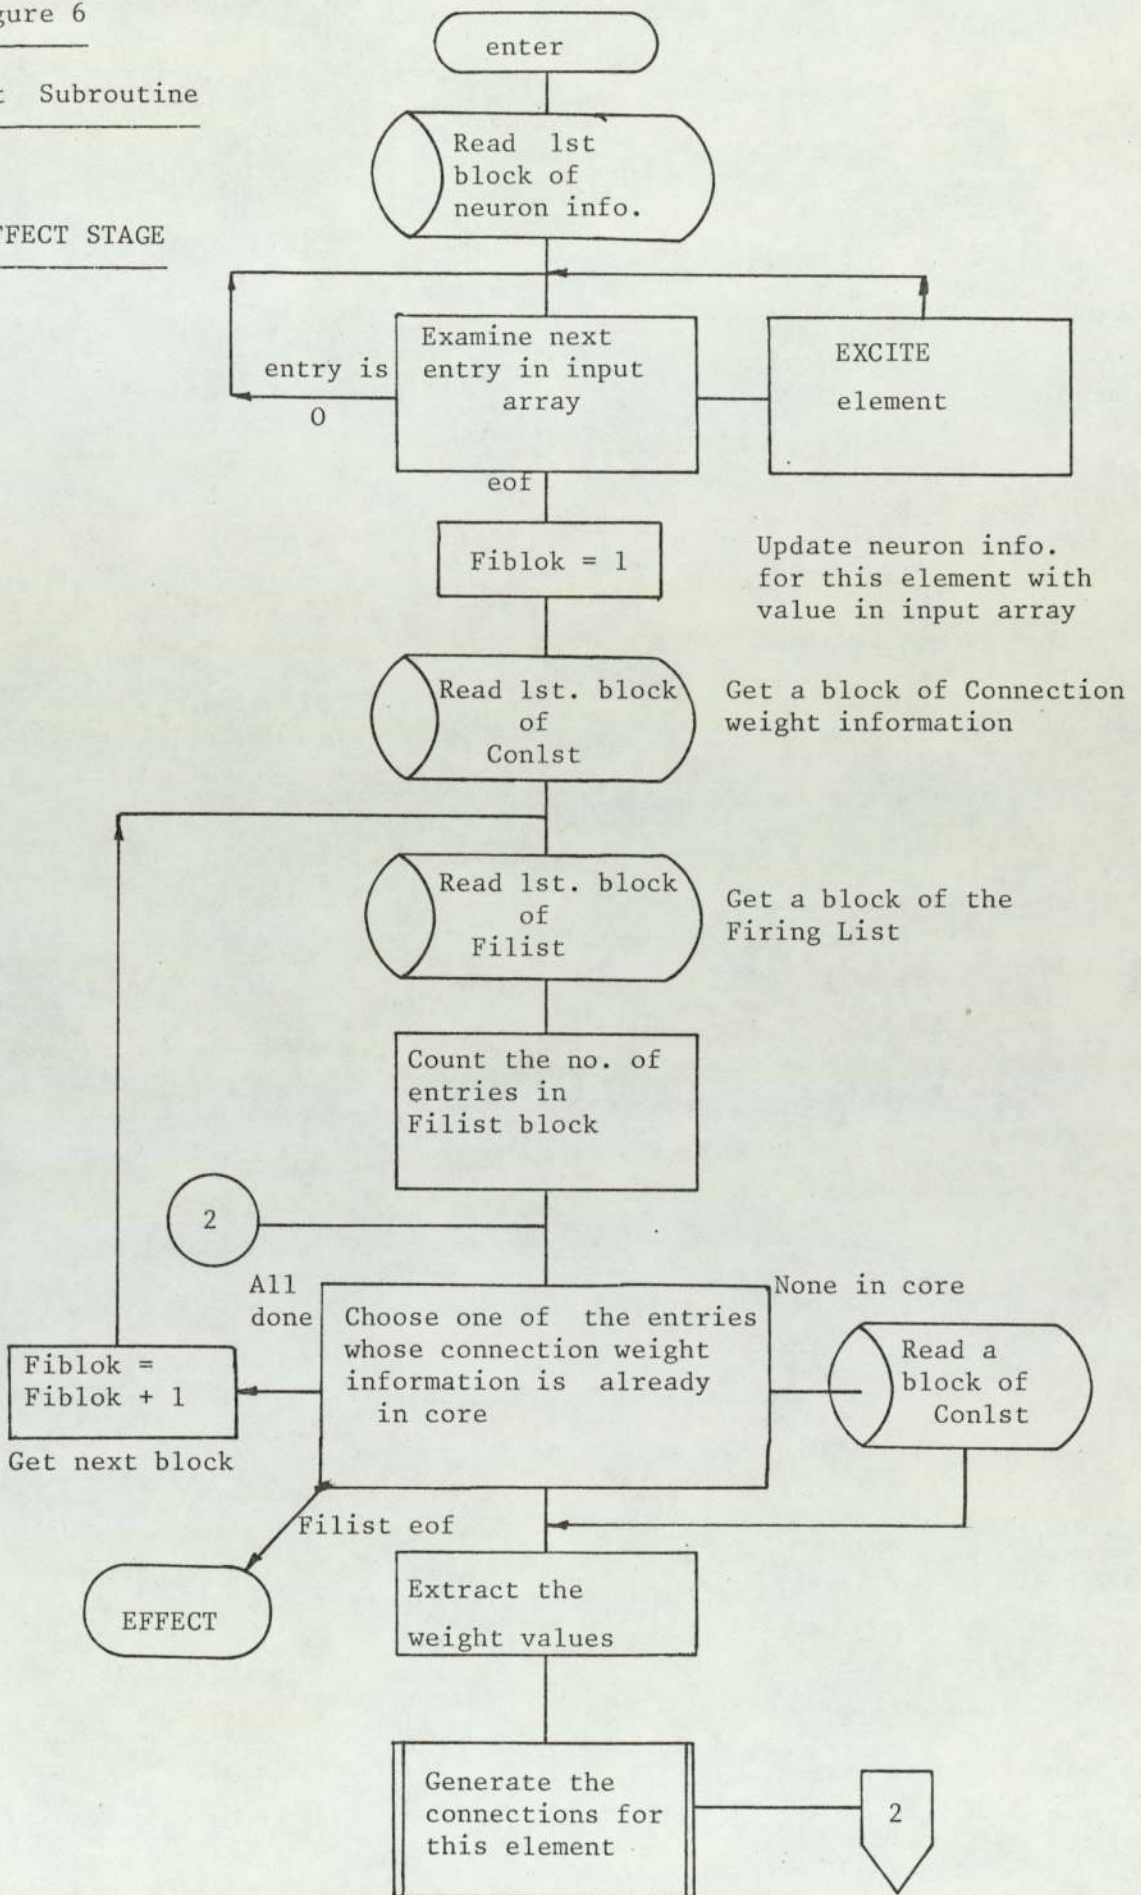 gure 6
t Subroutine
FFECT STAGE
enter
Read 1st
block of
neuron info.
Examine next
entry in input
array
entry is
0
EXCITE
element
eof
Fiblok = 1
Update neuron info.
for this element with
value in input array
Read 1st. block
of
Conlst
Get a block of Connection
weight information
Read 1st. block
of
Filist
Get a block of the
Firing List
Count the no. of
entries in
Filist block
2
All
done
Choose one of the entries
whose connection weight
information is already
in core
None in core
Read a
block of
Conlst
Fiblok =
Fiblok + 1
Get next block
Filist eof
EFFECT
Extract the
weight values
Generate the
connections for
this element
2